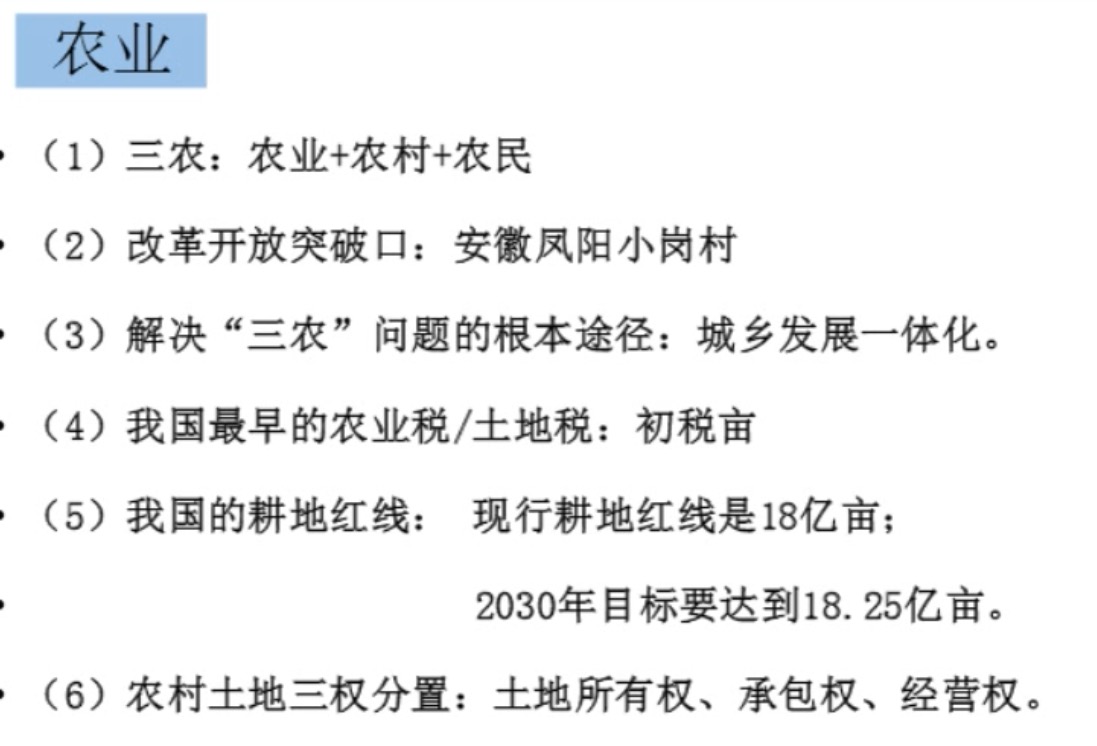 农业
•（1）三农：农业+农村+农民
•（2）改革开放突破口：安徽凤阳小岗村
•（3）解决“三农”问题的根本途径：城乡发展一体化。
•（4）我国最早的农业税/土地税：初税亩
•（5）我国的耕地红线： 现行耕地红线是18亿亩；
• 2030年目标要达到18.25亿亩。
•（6）农村土地三权分置：土地所有权、承包权、经营权。